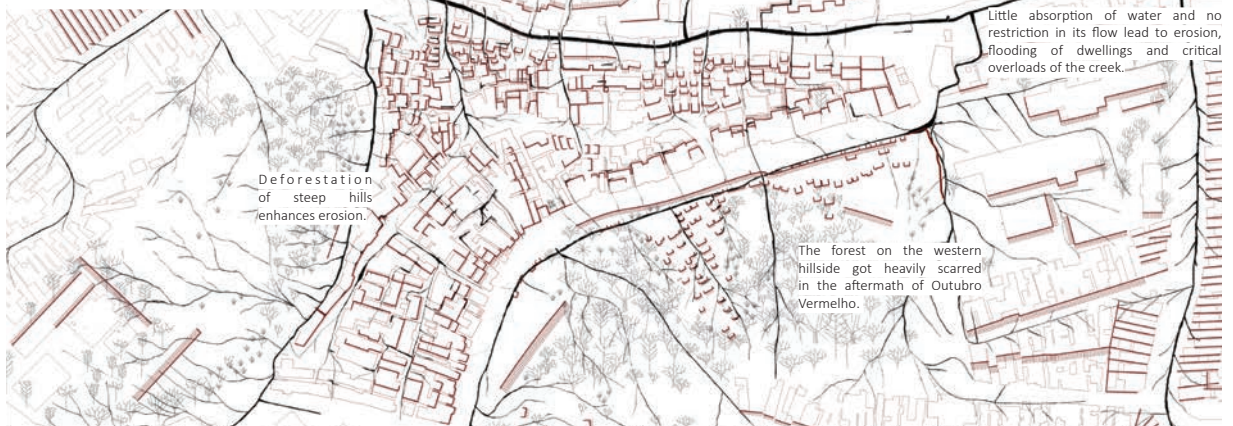 Little absorption of water and no
restriction in its flow lead to erosion,
flooding of dwellings and critical
overloads of the creek.
Deforestation
of steep hills
enhances erosion.
The forest on the western
hillside got heavily scarred
in the aftermath of Outubro
Vermelho.